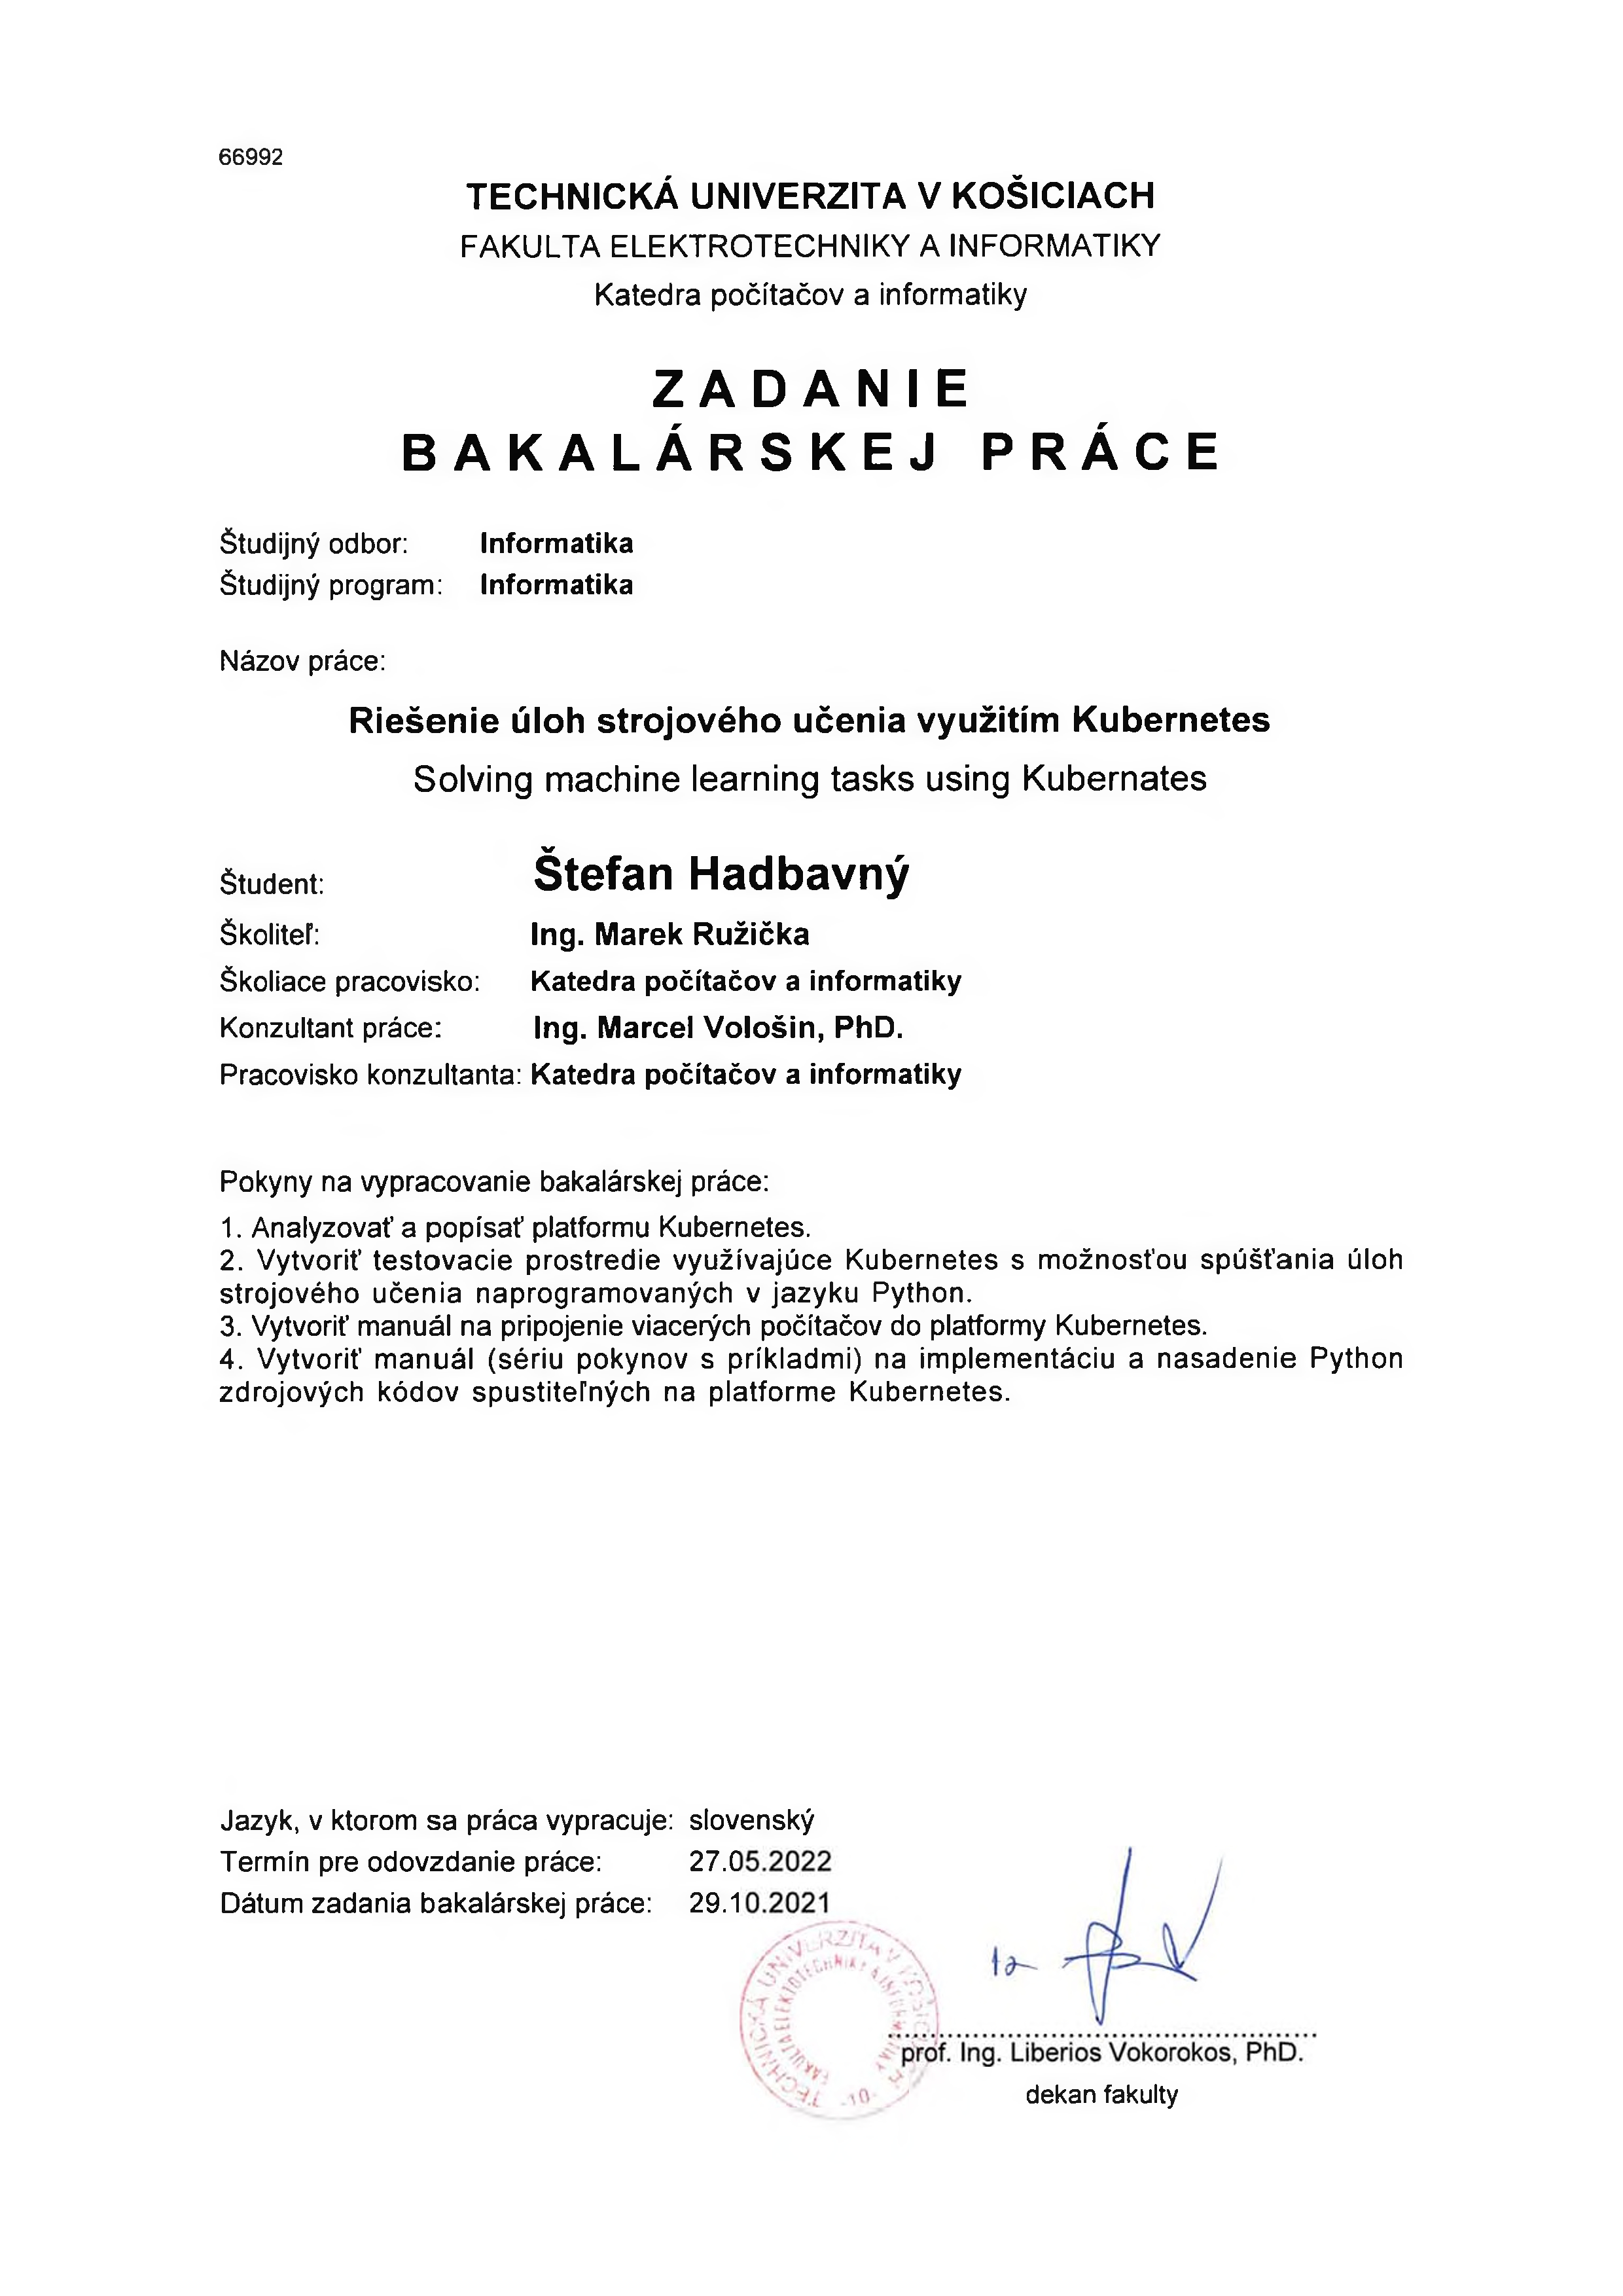 66992
TECHNICKÁ UNIVERZITA V KOŠICIACH
FAKULTA ELEKTROTECHNIKY A INFORMATIKY
Katedra počítačov a informatiky
ZADANIE
BAKALÁRSKEJ PRÁCE
Študijný odbor: Informatika
Študijný program: Informatika
Názov práce:
Riešenie úloh strojového učenia využitím Kubernetes
Solving machine learning tasks using Kubernates
Študent: Štefan Hadbavný
Školiteľ: Ing. Marek Ružička
Školiace pracovisko: Katedra počítačov a informatiky
Konzultant práce: Ing. Marcel Vološin, PhD.
Pracovisko konzultanta: Katedra počítačov a informatiky
Pokyny na vypracovanie bakalárskej práce:
1. Analyzovať a popísať platformu Kubernetes.
2. Vytvoriť testovacie prostredie využívajúce Kubernetes s možnosťou spúšťania úloh
strojového učenia naprogramovaných v jazyku Python.
3. Vytvoriť manuál na pripojenie viacerých počítačov do platformy Kubernetes.
4. Vytvoriť manuál (sériu pokynov s príkladmi) na implementáciu a nasadenie Python
zdrojových kódov spustiteľných na platforme Kubernetes.
Jazyk, v ktorom sa práca vypracuje: slovenský
Termín pre odovzdanie práce: 27.05.2022
Dátum zadania bakalárskej práce: 29.10.2021
TECHNICKÁ UNIVERZITA V KOŠICIACH
FAKULTA ELEKTROTECHNIKY A INFORMATIKY
-10-
prof. Ing. Liberios Vokorokos, PhD.
dekan fakulty